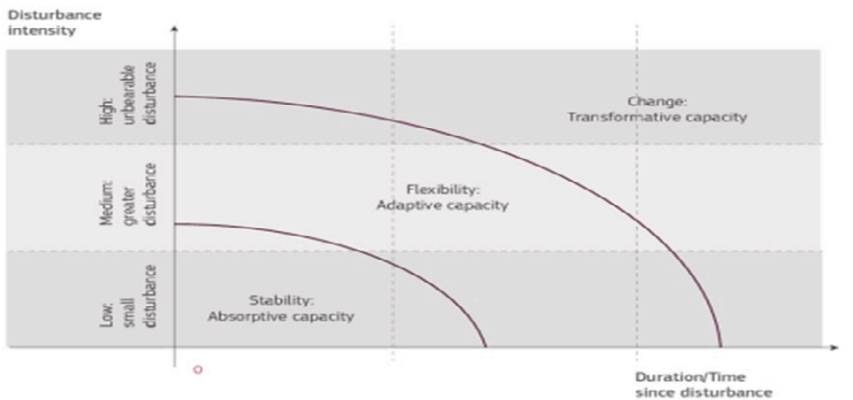 Disturbance
intensity
High:
unbearable
disturbance
Change:
Transformative capacity
Medium:
greater
disturbance
Flexibility:
Adaptive capacity
Low:
small
disturbance
Stability:
Absorptive capacity
0
Duration/Time
since disturbance